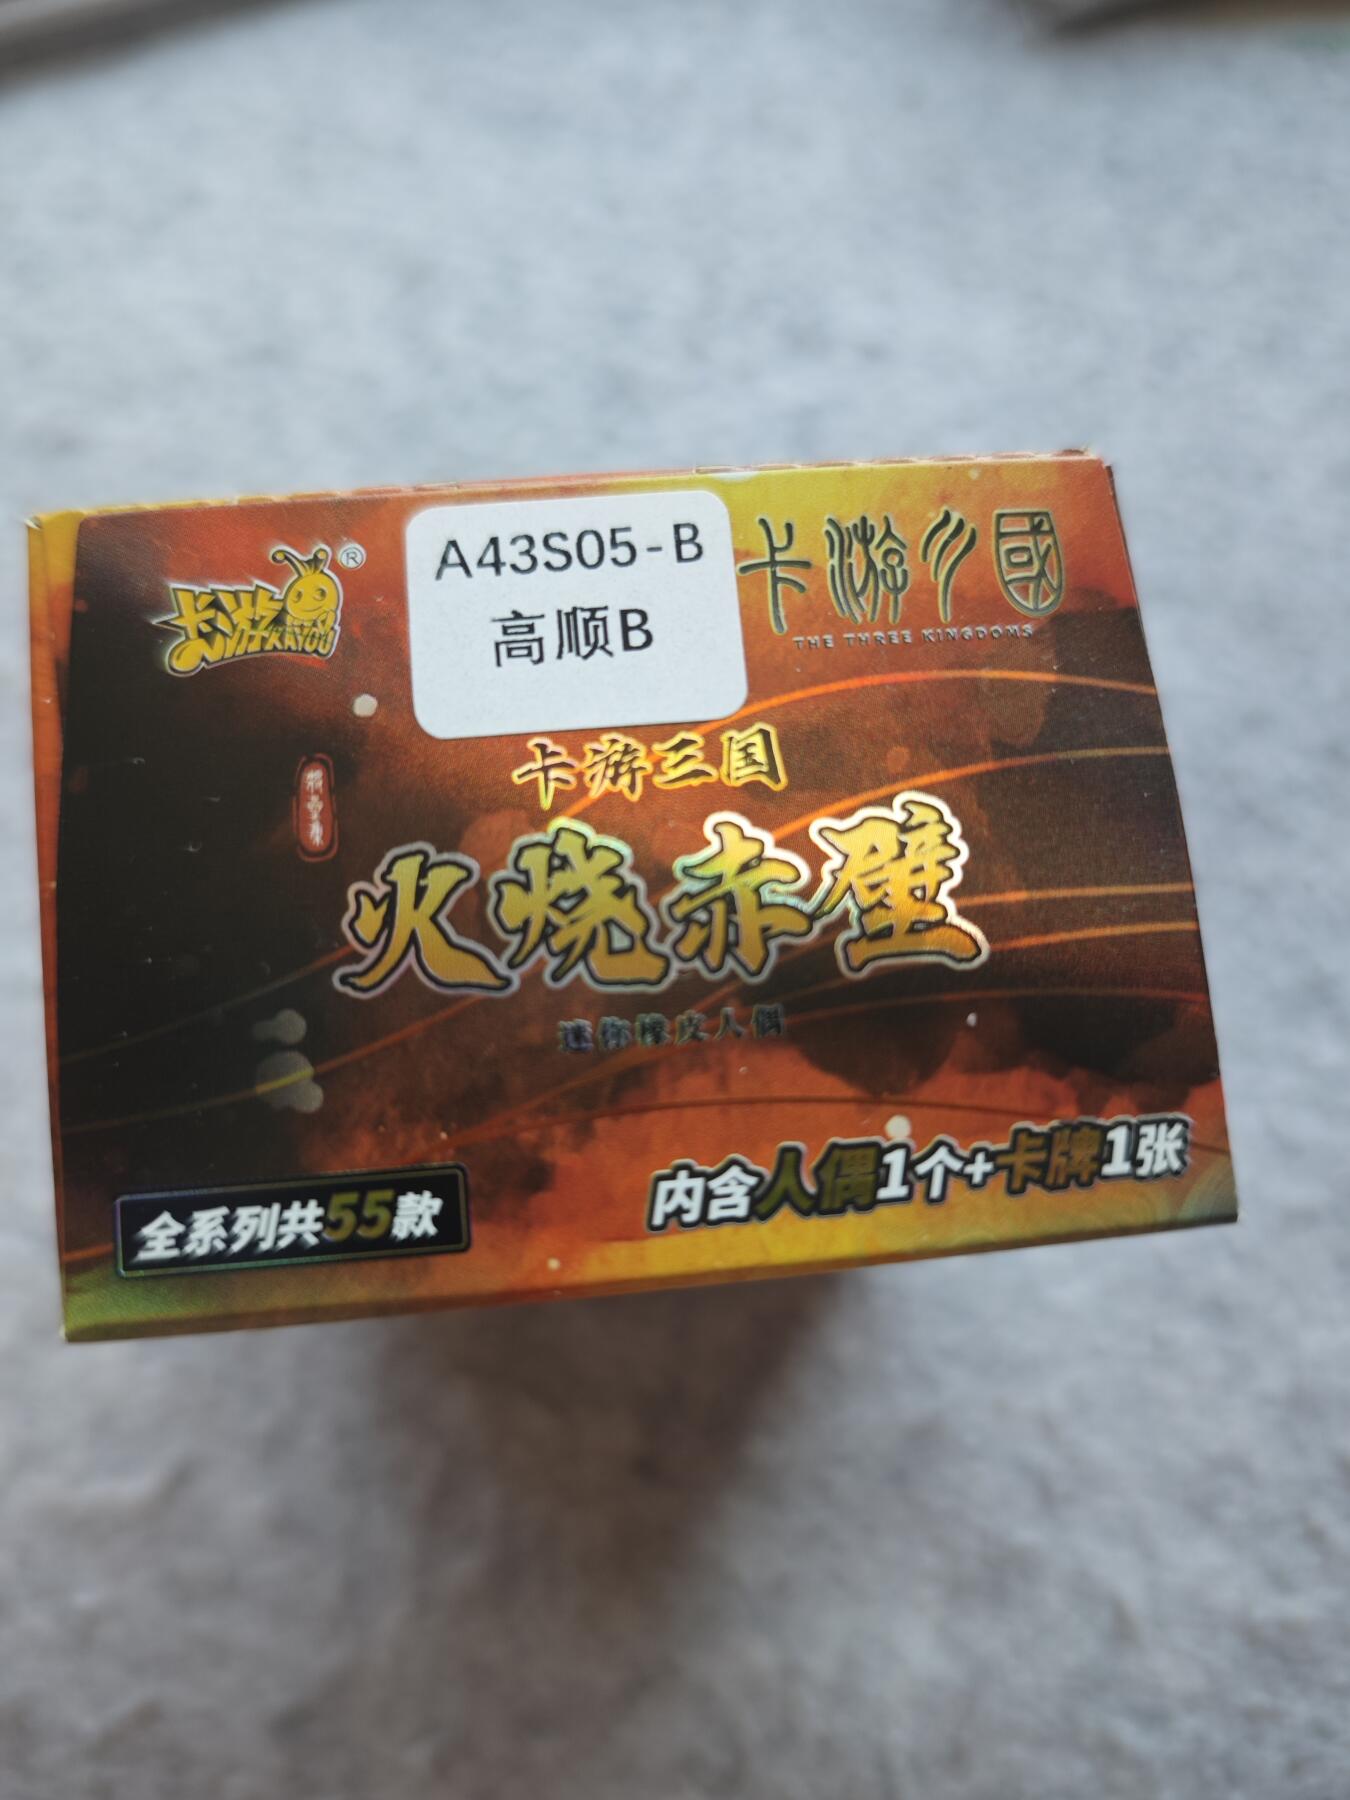 卡游 KAYOU ®
A43S05-B
高顺B
卡游三國
THE THREE KINGDOMS
卡游三国
火烧赤壁
迷你橡皮人偶
全系列共55款
内含人偶1个+卡牌1张